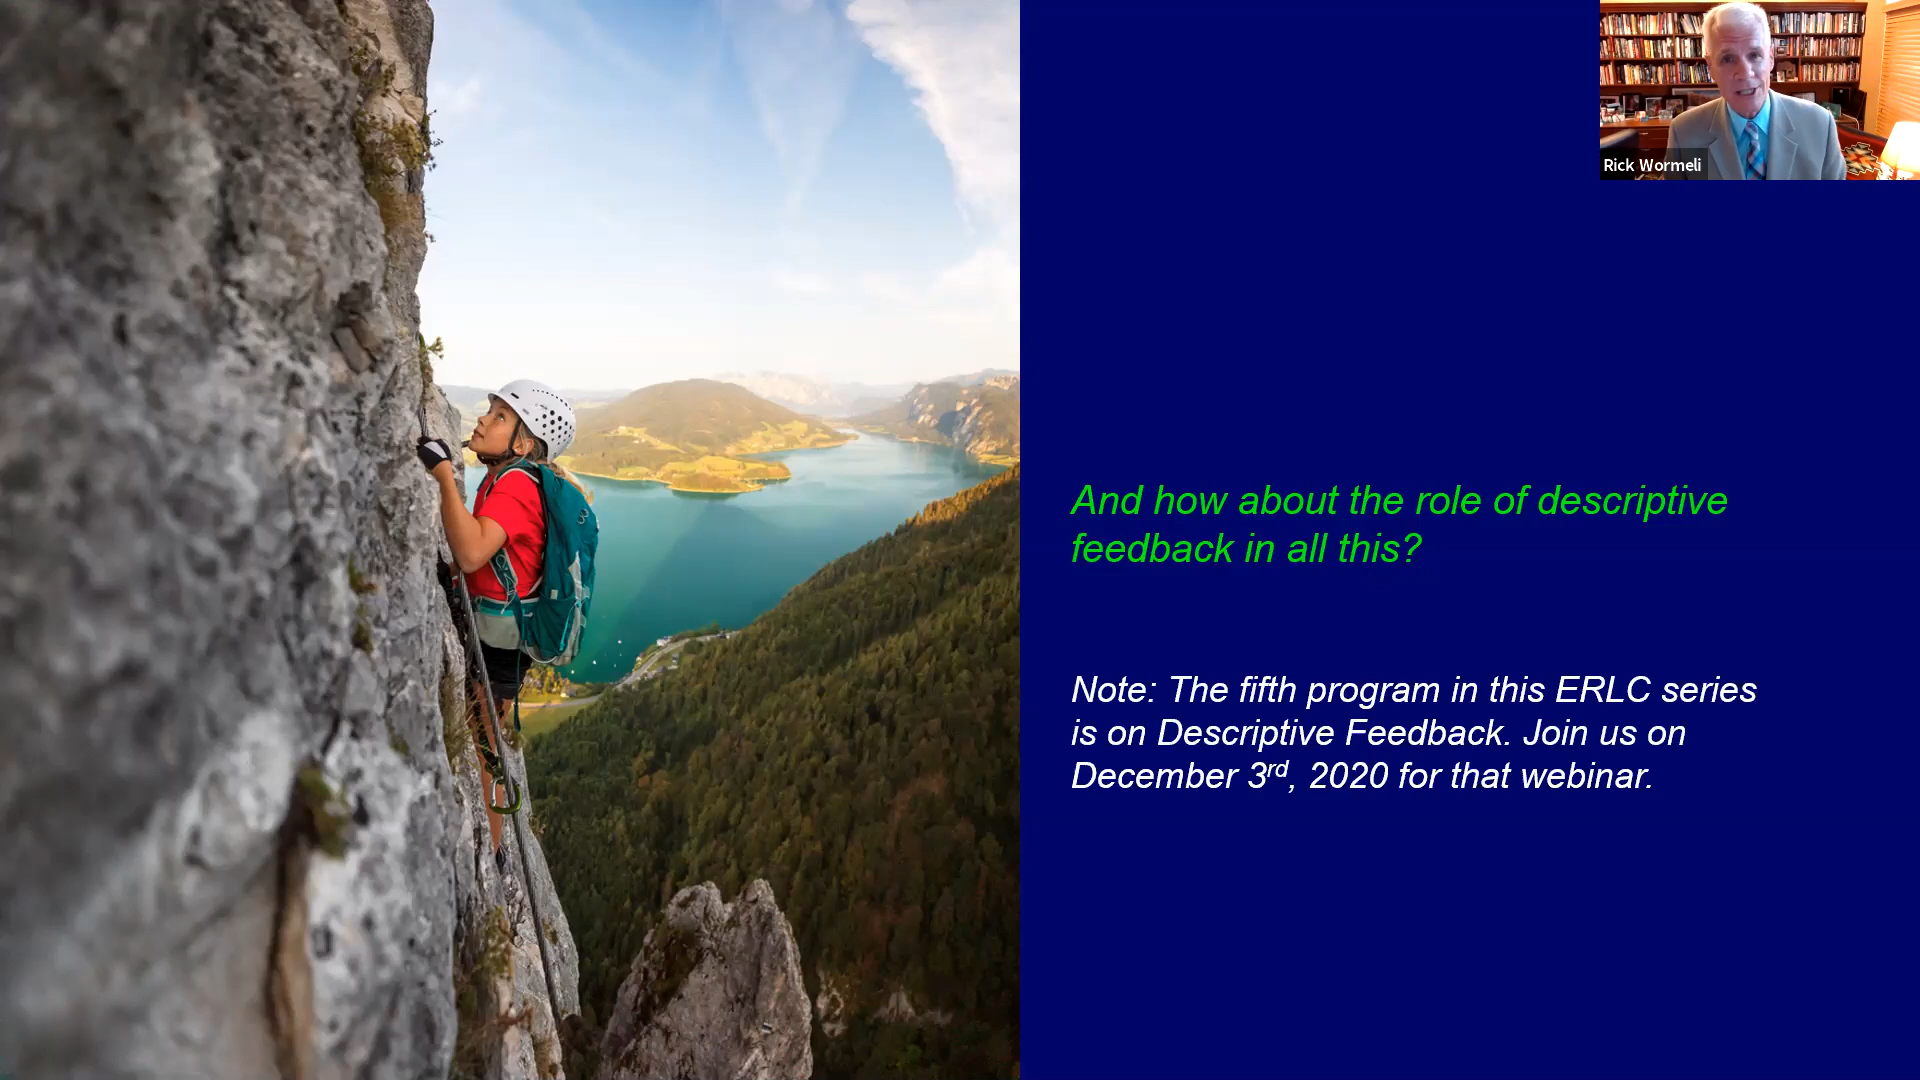 Rick Wormeli
And how about the role of descriptive
feedback in all this?
Note: The fifth program in this ERLC series
is on Descriptive Feedback. Join us on
December 3rd, 2020 for that webinar.